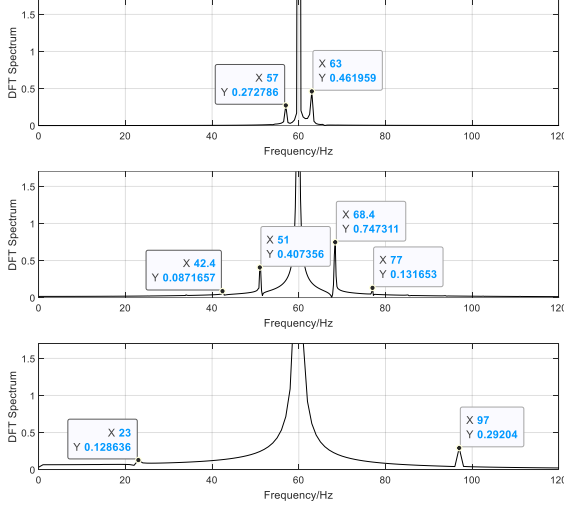 1.5
1
0.5
0
DFT Spectrum
X 57
Y 0.272786
X 63
Y 0.461959
0 20 40 60 80 100 120
Frequency/Hz
1.5
1
0.5
0
DFT Spectrum
X 42.4
Y 0.0871657
X 51
Y 0.407356
X 68.4
Y 0.747311
X 77
Y 0.131653
0 20 40 60 80 100 120
Frequency/Hz
1.5
1
0.5
0
DFT Spectrum
X 23
Y 0.128636
X 97
Y 0.29204
0 20 40 60 80 100 120
Frequency/Hz